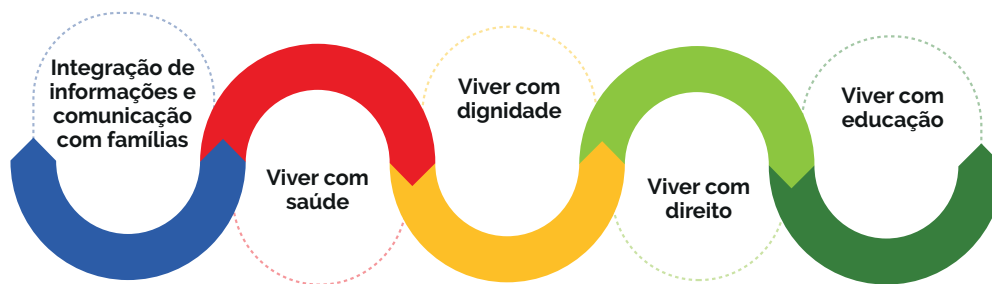 Integração de
informações e
comunicação
com famílias
Viver com
saúde
Viver com
dignidade
Viver com
direito
Viver com
educação